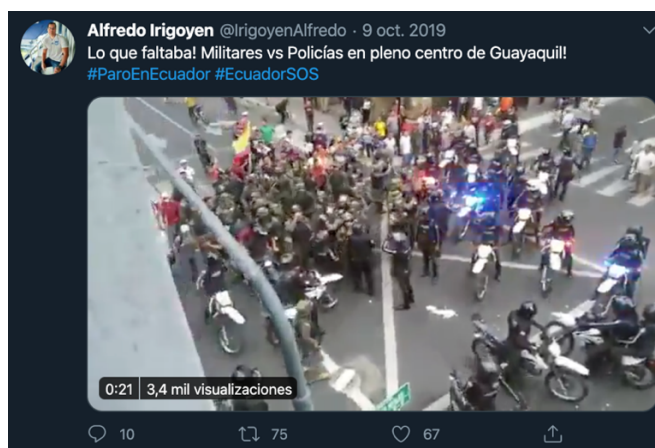 Alfredo Irigoyen @IrigoyenAlfredo · 9 oct. 2019
Lo que faltaba! Militares vs Policías en pleno centro de Guayaquil!
#ParoEnEcuador #EcuadorSOS
0:21 3,4 mil visualizaciones
10 75 67